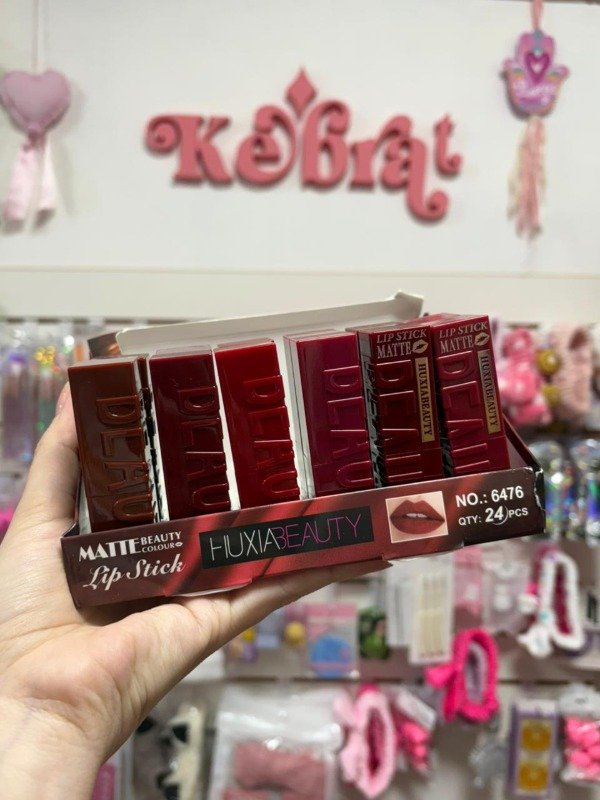 Kebrat
LIP STICK
MATTE
HUXIABEAUTY
LIP STICK
MATTE
HUXIABEAUTY
DEAU
DEAU
DEAU
DEAU
DEAU
DEAU
MATTE BEAUTY
COLOUR
Lip Stick
HUXIABEAUTY
NO.: 6476
QTY: 24 PCS